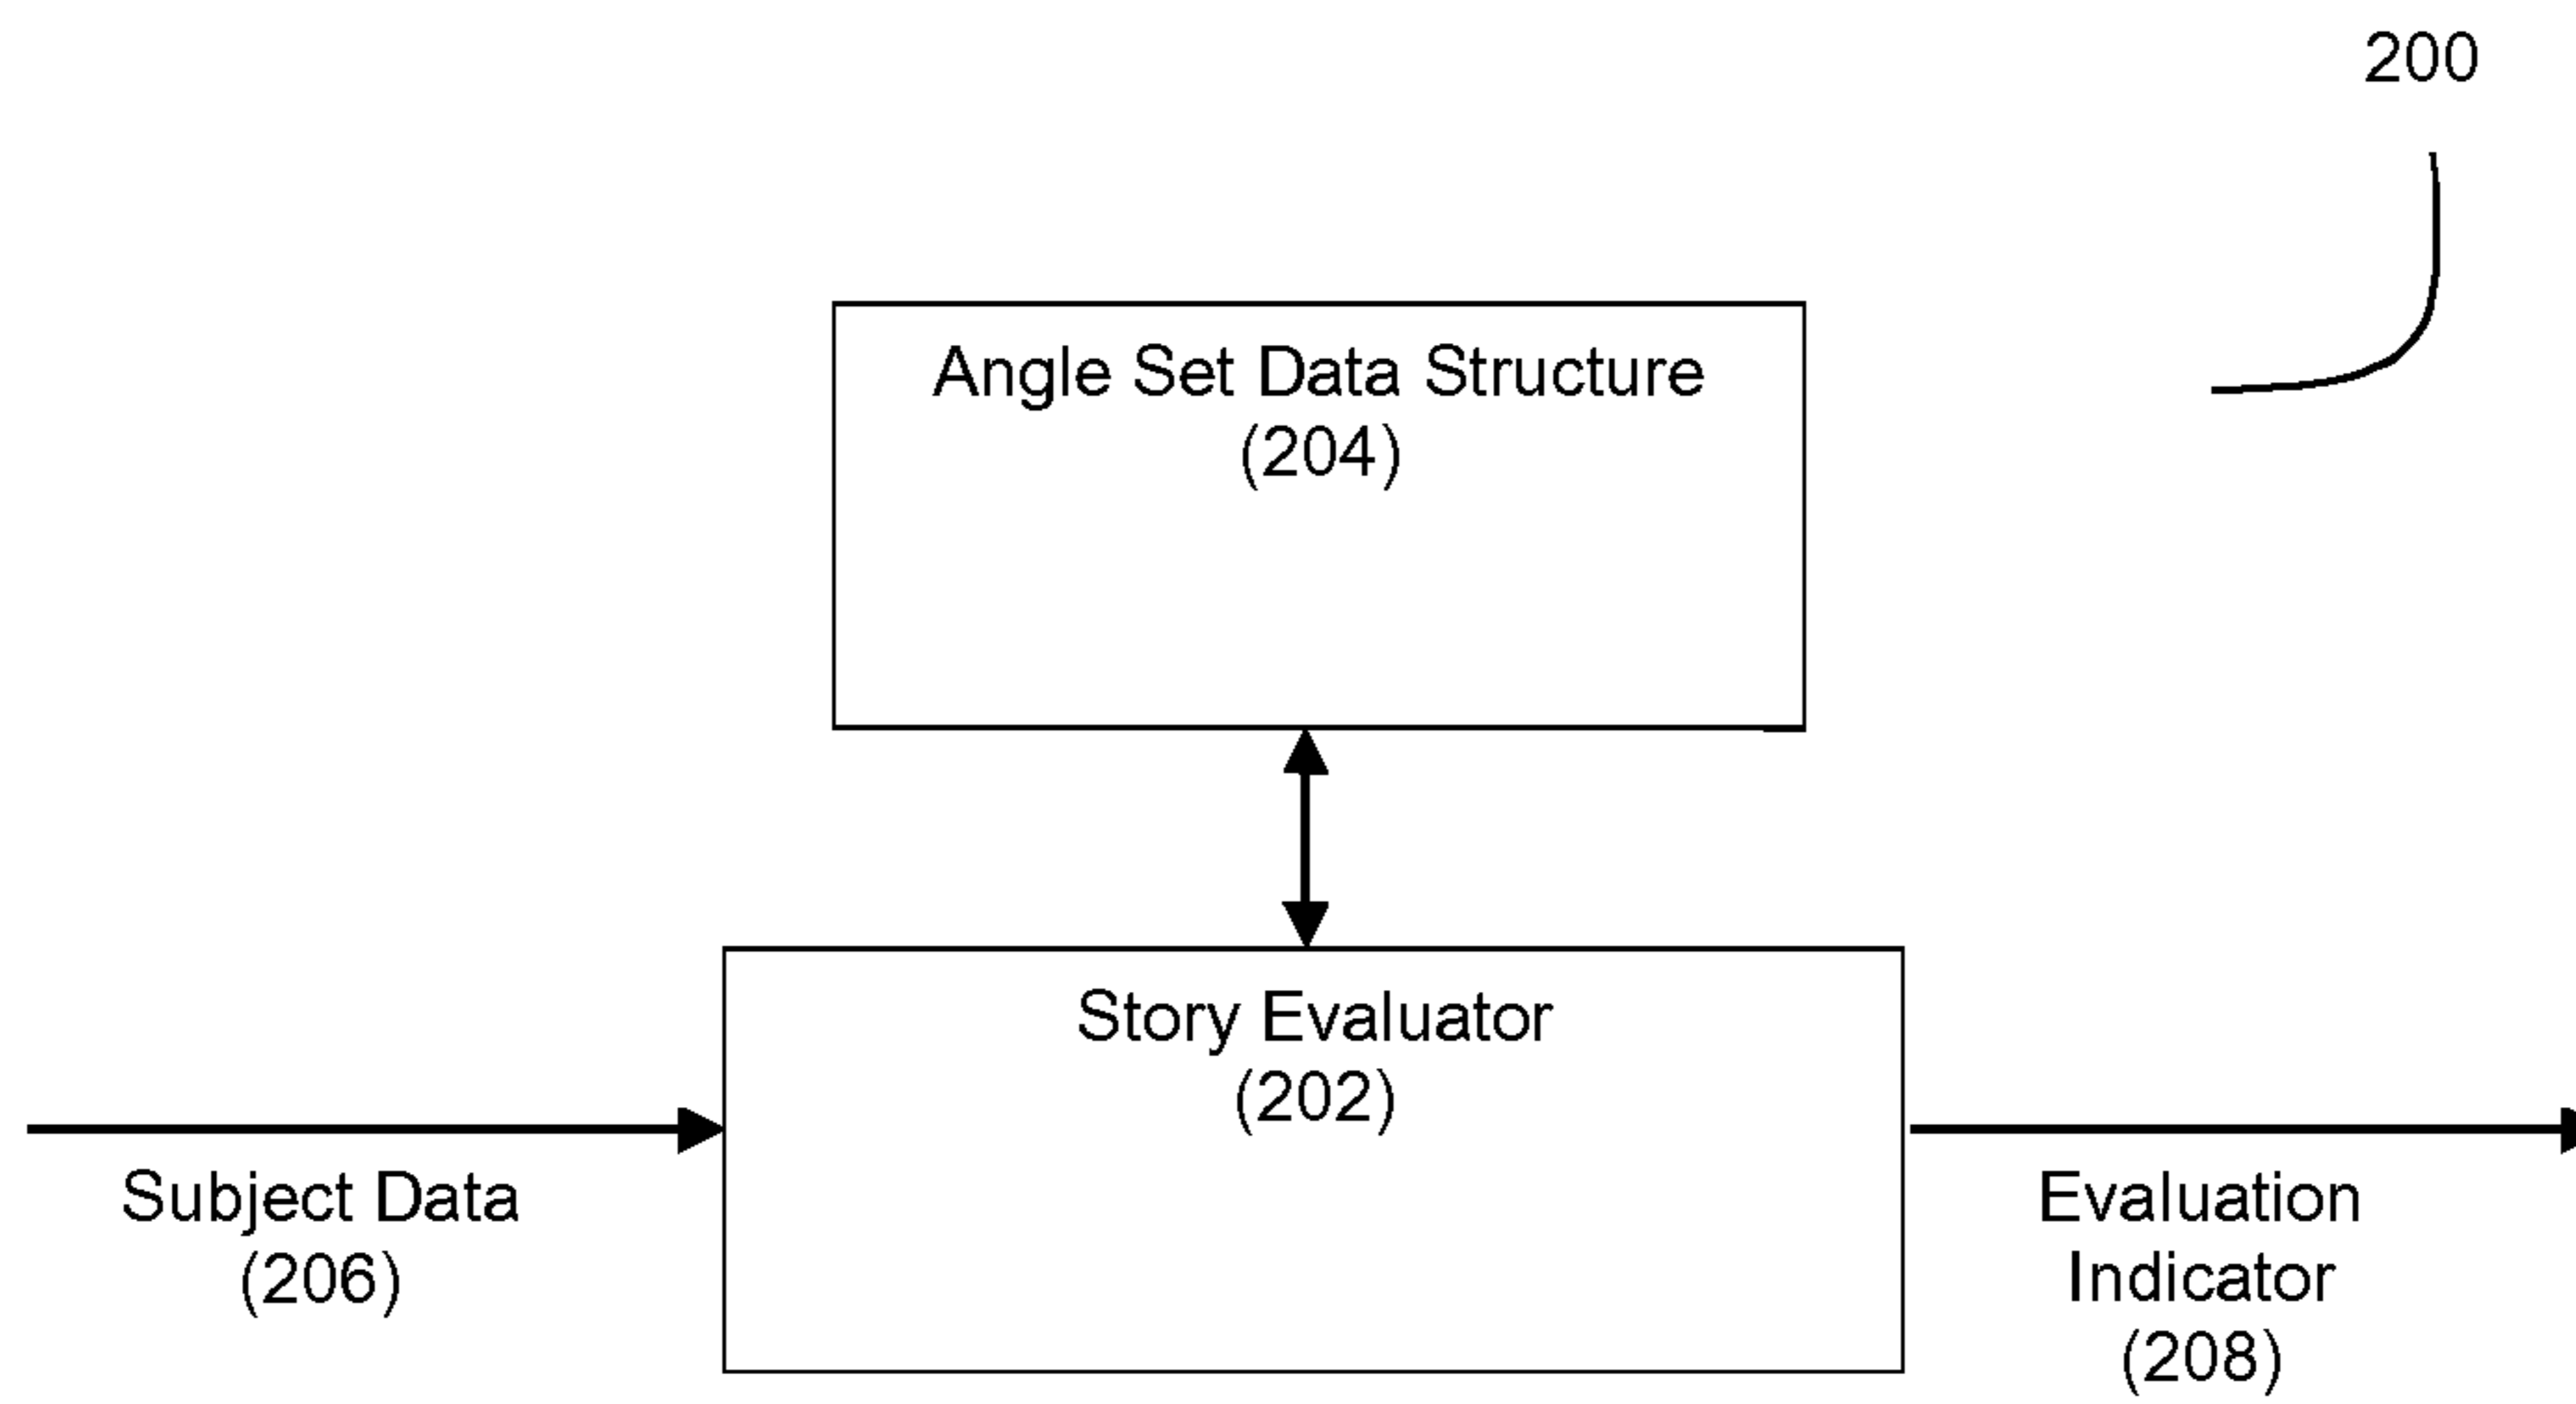 200
Angle Set Data Structure
(204)
Story Evaluator
(202)
Subject Data
(206)
Evaluation
Indicator
(208)